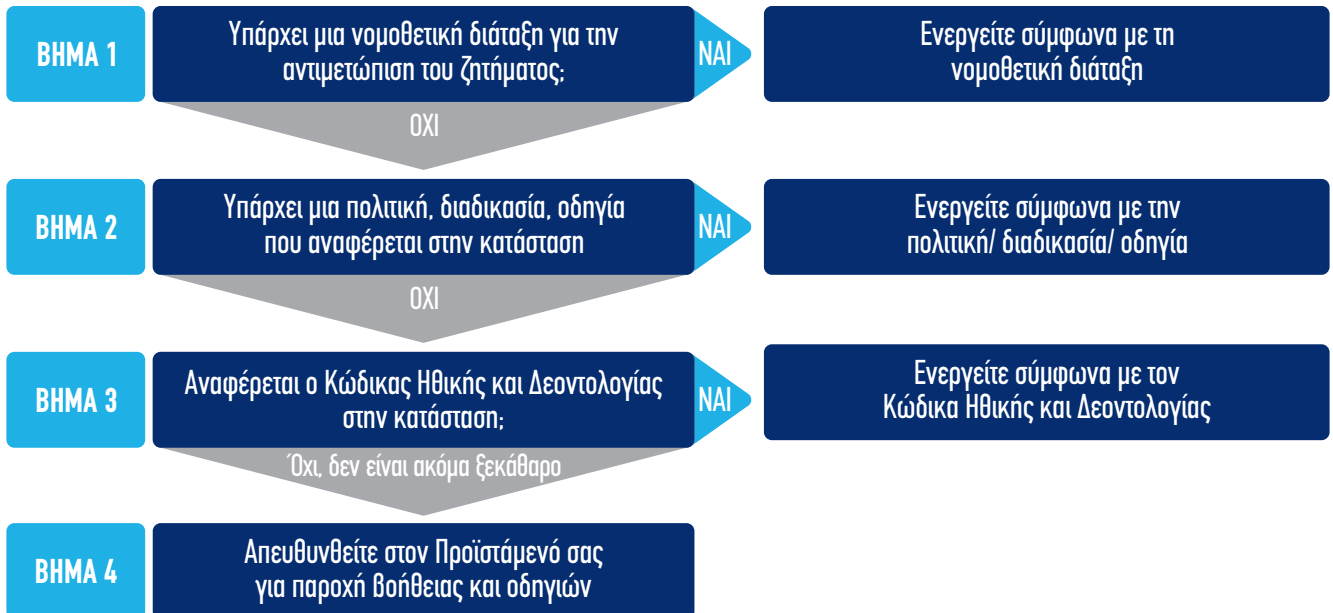 ΒΗΜΑ 1
Υπάρχει μια νομοθετική διάταξη για την
αντιμετώπιση του ζητήματος;
ΝΑΙ
Ενεργείτε σύμφωνα με τη
νομοθετική διάταξη
ΟΧΙ
ΒΗΜΑ 2
Υπάρχει μια πολιτική, διαδικασία, οδηγία
που αναφέρεται στην κατάσταση
ΝΑΙ
Ενεργείτε σύμφωνα με την
πολιτική/ διαδικασία/ οδηγία
ΟΧΙ
ΒΗΜΑ 3
Αναφέρεται ο Κώδικας Ηθικής και Δεοντολογίας
στην κατάσταση;
ΝΑΙ
Ενεργείτε σύμφωνα με τον
Κώδικα Ηθικής και Δεοντολογίας
Όχι, δεν είναι ακόμα ξεκάθαρο
ΒΗΜΑ 4
Απευθυνθείτε στον Προϊστάμενό σας
για παροχή βοήθειας και οδηγιών